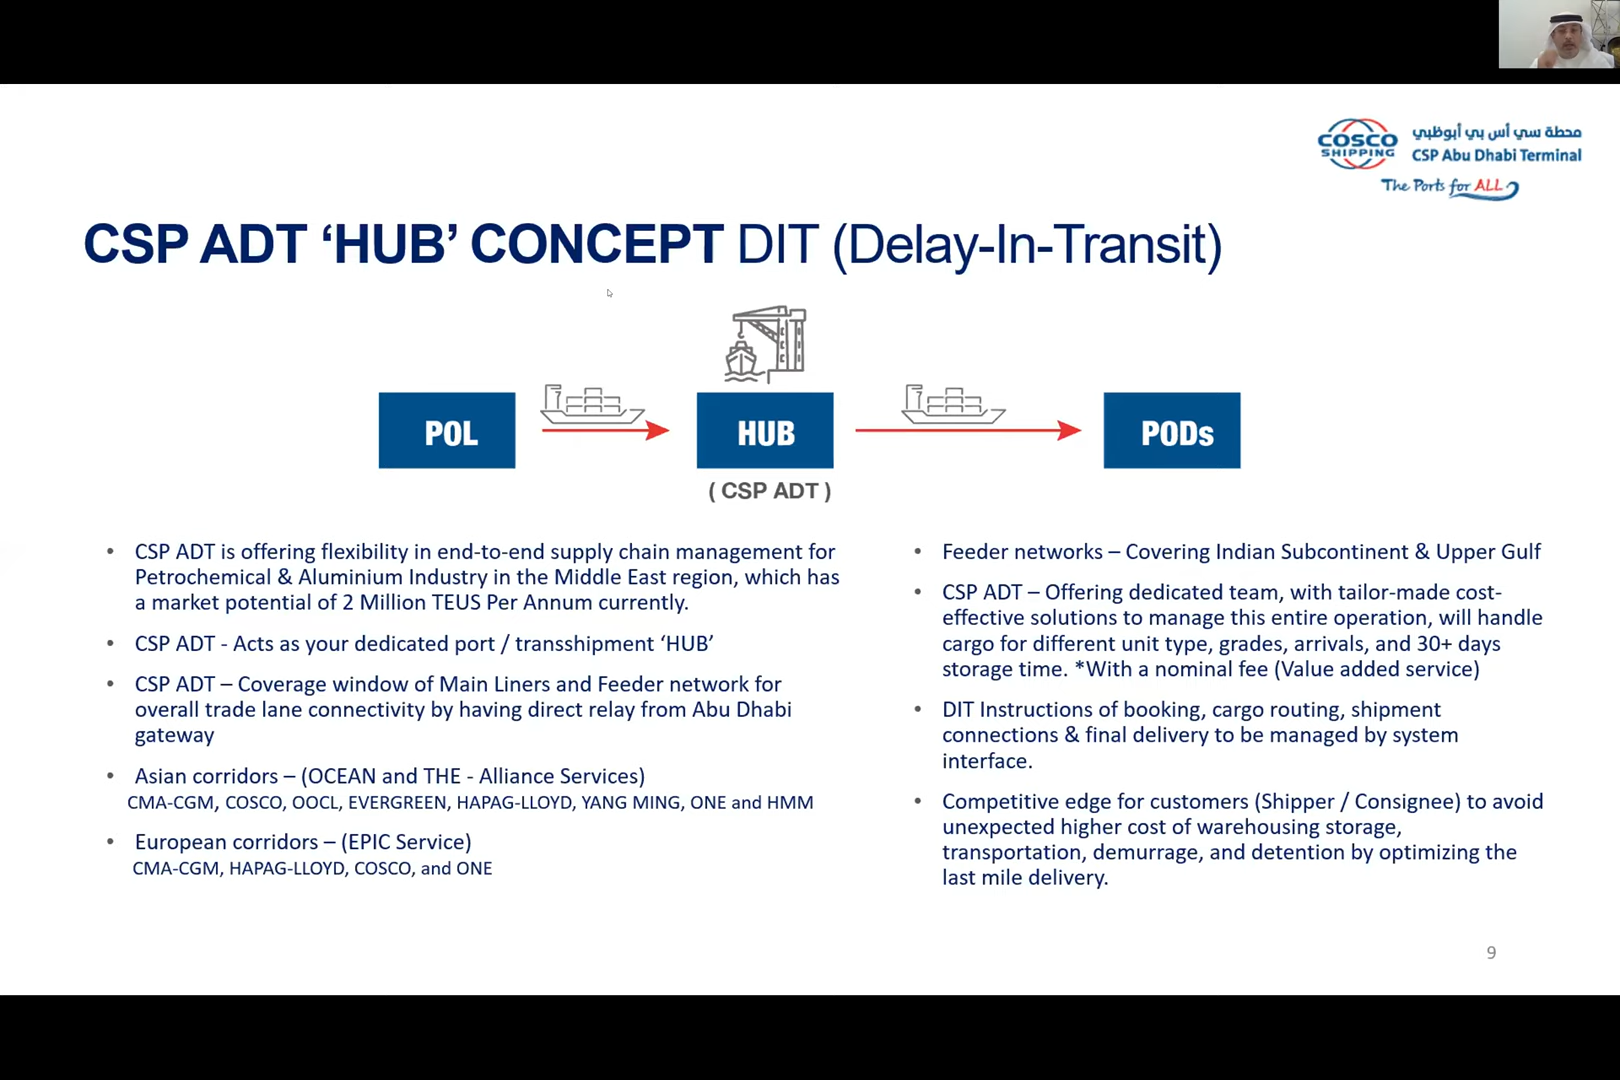 COSCO
SHIPPING
محطة سي أس بي أبوظبي
CSP Abu Dhabi Terminal
The Ports for ALL
CSP ADT ‘HUB’ CONCEPT DIT (Delay-In-Transit)
POL
HUB
PODs
( CSP ADT )
• CSP ADT is offering flexibility in end-to-end supply chain management for
Petrochemical & Aluminium Industry in the Middle East region, which has
a market potential of 2 Million TEUS Per Annum currently.
• CSP ADT - Acts as your dedicated port / transshipment ‘HUB’
• CSP ADT – Coverage window of Main Liners and Feeder network for
overall trade lane connectivity by having direct relay from Abu Dhabi
gateway
• Asian corridors – (OCEAN and THE - Alliance Services)
CMA-CGM, COSCO, OOCL, EVERGREEN, HAPAG-LLOYD, YANG MING, ONE and HMM
• European corridors – (EPIC Service)
CMA-CGM, HAPAG-LLOYD, COSCO, and ONE
• Feeder networks – Covering Indian Subcontinent & Upper Gulf
• CSP ADT – Offering dedicated team, with tailor-made cost-
effective solutions to manage this entire operation, will handle
cargo for different unit type, grades, arrivals, and 30+ days
storage time. *With a nominal fee (Value added service)
• DIT Instructions of booking, cargo routing, shipment
connections & final delivery to be managed by system
interface.
• Competitive edge for customers (Shipper / Consignee) to avoid
unexpected higher cost of warehousing storage,
transportation, demurrage, and detention by optimizing the
last mile delivery.
9